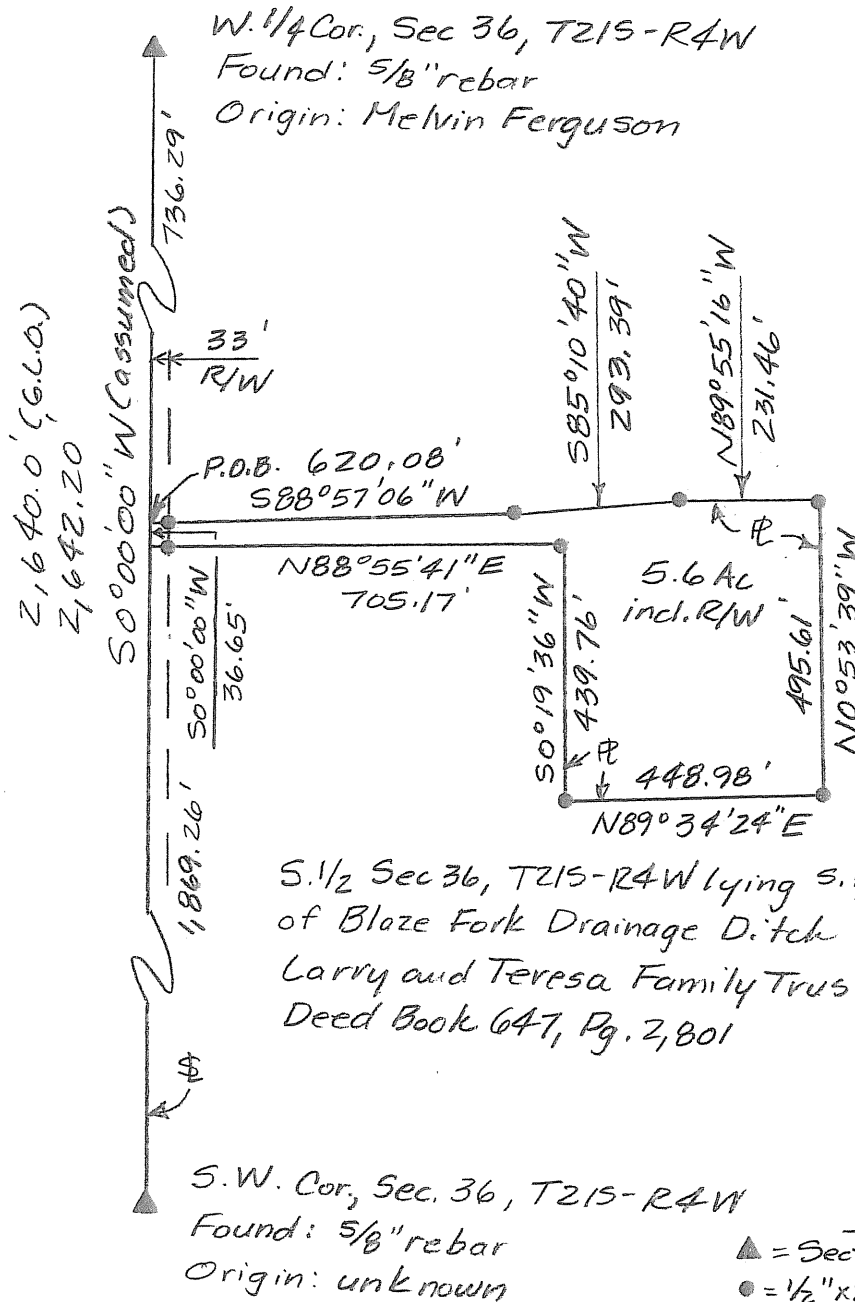 W. 1/4 Cor., Sec 36, T21S-R4W
Found: 5/8" rebar
Origin: Melvin Ferguson
736.29'
2,640.0' (G.L.O.)
2,642.20
S0°00'00"W (assumed)
33'
R/W
S85°10'40"W
293.39'
N89°55'16"W
231.46'
P.O.B. 620.08'
S88°57'06"W
N88°55'41"E
705.17'
S0°00'00"W
36.65'
5.6 Ac
incl. R/W
S0°19'36"W
439.76'
495.61'
N0°53'39"W
448.98'
N89°34'24"E
1,869.26'
S. 1/2 Sec 36, T21S-R4W lying S.
of Blaze Fork Drainage Ditch
Larry and Teresa Family
Deed Book 647, Pg. 2,801
S.W. Cor., Sec. 36, T21S-R4W
Found: 5/8" rebar
Origin: unknown
▲ = Sec
● = 1/2" x